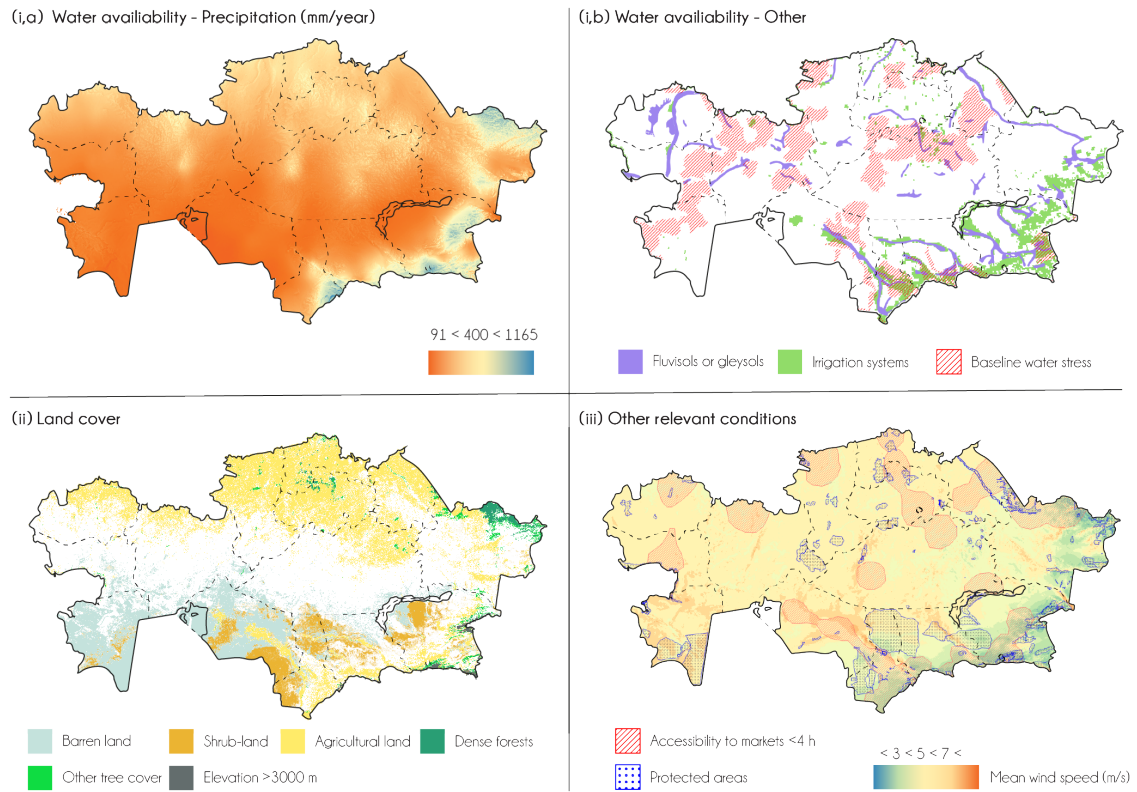 (i,a) Water availiability - Precipitation (mm/year)
(i,b) Water availiability - Other
91 < 400 < 1165
Fluvisols or gleysols
Irrigation systems
Baseline water stress
(ii) Land cover
(iii) Other relevant conditions
Barren land
Shrub-land
Agricultural land
Dense forests
Other tree cover
Elevation >3000 m
Accessibility to markets <4 h
Protected areas
< 3 < 5 < 7 <
Mean wind speed (m/s)